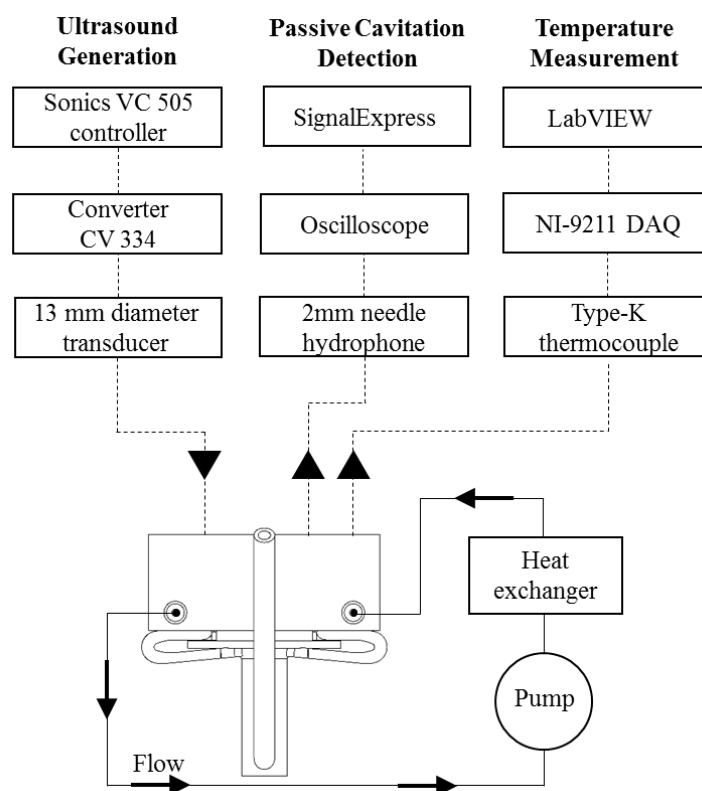 Ultrasound
Generation
Passive Cavitation
Detection
Temperature
Measurement
Sonics VC 505
controller
SignalExpress
LabVIEW
Converter
CV 334
Oscilloscope
NI-9211 DAQ
13 mm diameter
transducer
2mm needle
hydrophone
Type-K
thermocouple
Heat
exchanger
Pump
Flow